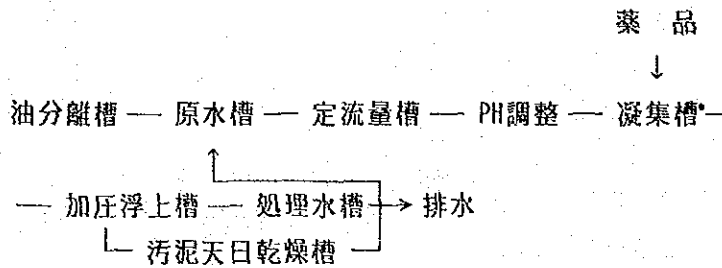 薬 品
↓
油分離槽 — 原水槽 — 定流量槽 — PH調整 — 凝集槽 —
— 加圧浮上槽 — 処理水槽 → 排水
汚泥天日乾燥槽